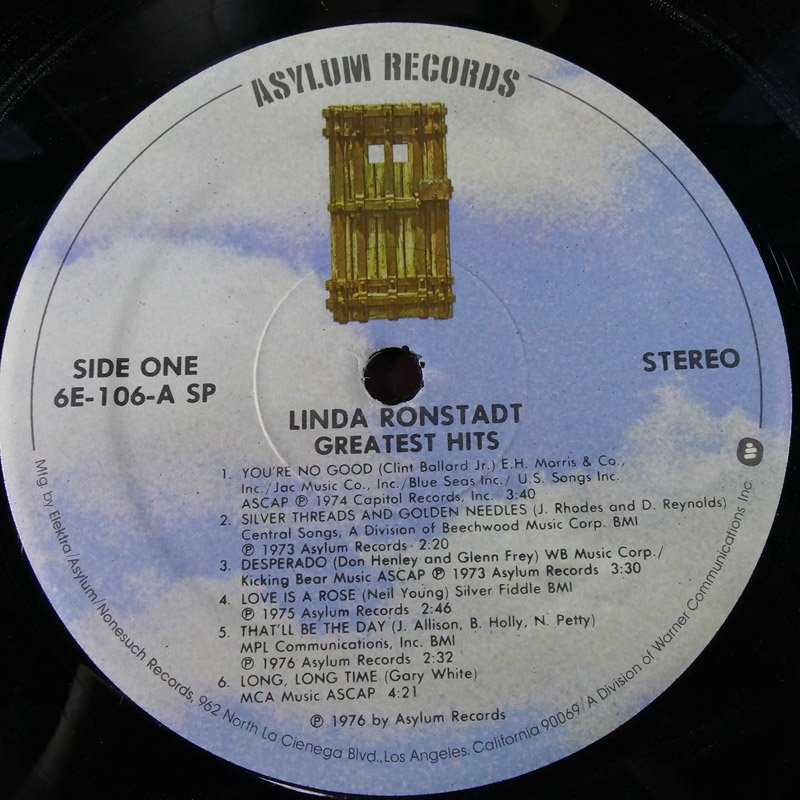 ASYLUM RECORDS
SIDE ONE
6E-106-A SP
STEREO
LINDA RONSTADT
GREATEST HITS
1. YOU'RE NO GOOD (Clint Ballard Jr.) E.H. Morris & Co.,
Inc./Jac Music Co., Inc./Blue Seas Inc./ U.S. Songs Inc.
ASCAP ℗ 1974 Capitol Records, Inc. 3:40
2. SILVER THREADS AND GOLDEN NEEDLES (J. Rhodes and D. Reynolds)
Central Songs, A Division of Beechwood Music Corp. BMI
℗ 1973 Asylum Records · 2.20
3. DESPERADO (Don Henley and Glenn Frey) WB Music Corp./
Kicking Bear Music ASCAP ℗ 1973 Asylum Records 3:30
4. LOVE IS A ROSE (Neil Young) Silver Fiddle BMI
℗ 1975 Asylum Records 2:46
5. THAT'LL BE THE DAY (J. Allison, B. Holly, N. Petty)
MPL Communications, Inc. BMI
℗ 1976 Asylum Records 2:32
6. LONG, LONG TIME (Gary White)
MCA Music ASCAP 4:21
℗ 1976 by Asylum Records
Mfg. by Elektra/Asylum/Nonesuch Records, 962 North La Cienega Blvd., Los Angeles, California 90069/A Division of Warner Communications Inc.